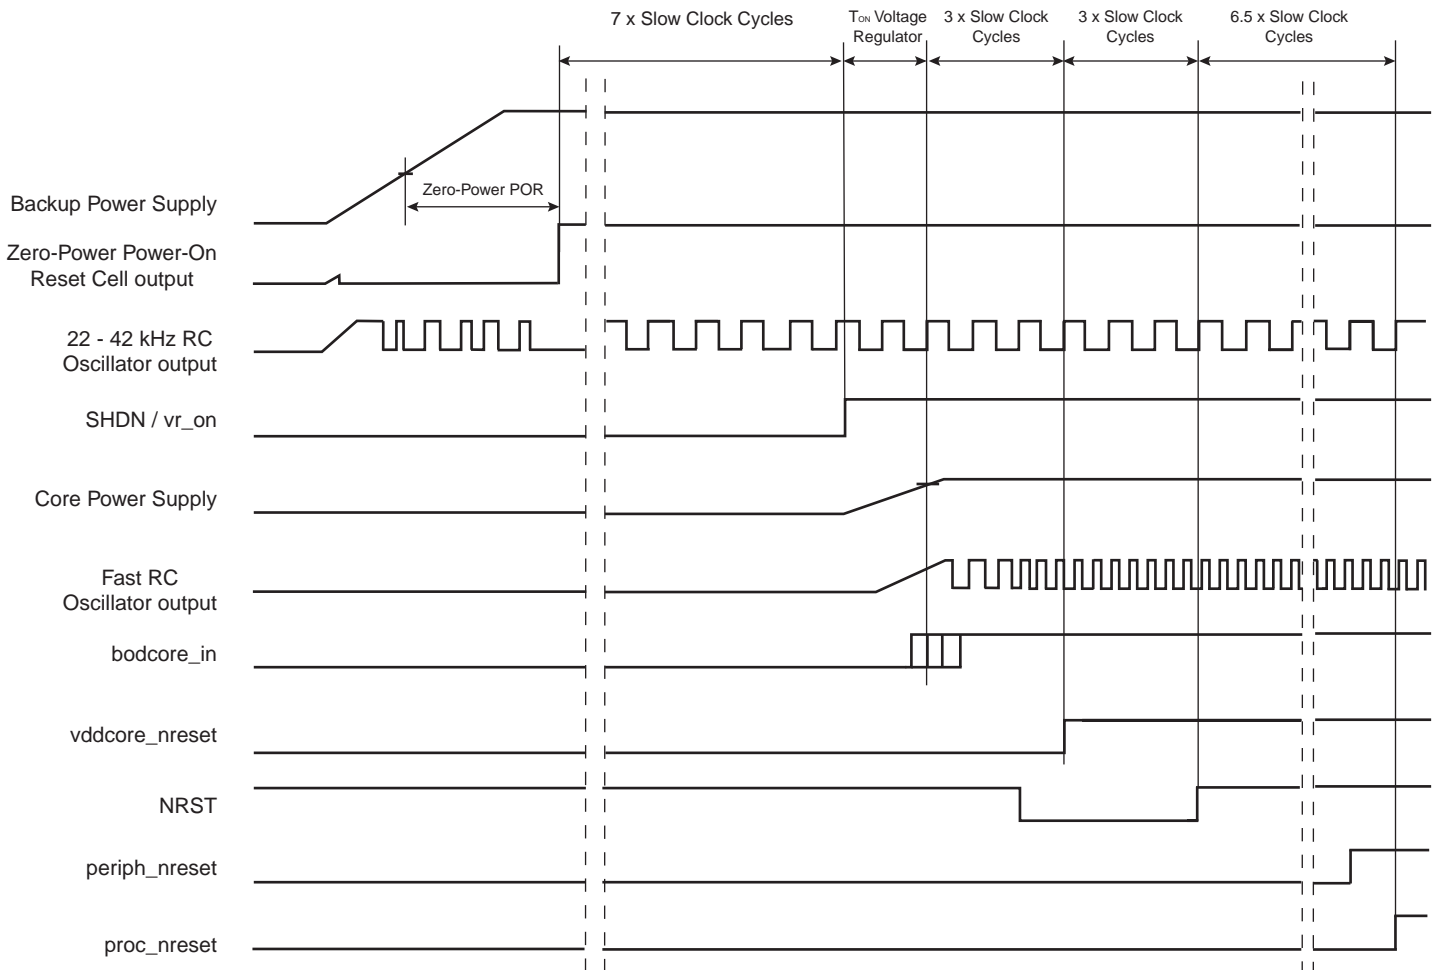 7 x Slow Clock Cycles
TON Voltage
Regulator
3 x Slow Clock
Cycles
3 x Slow Clock
Cycles
6.5 x Slow Clock
Cycles
Zero-Power POR
Backup Power Supply
Zero-Power Power-On
Reset Cell output
22 - 42 kHz RC
Oscillator output
SHDN / vr_on
Core Power Supply
Fast RC
Oscillator output
bodcore_in
vddcore_nreset
NRST
periph_nreset
proc_nreset